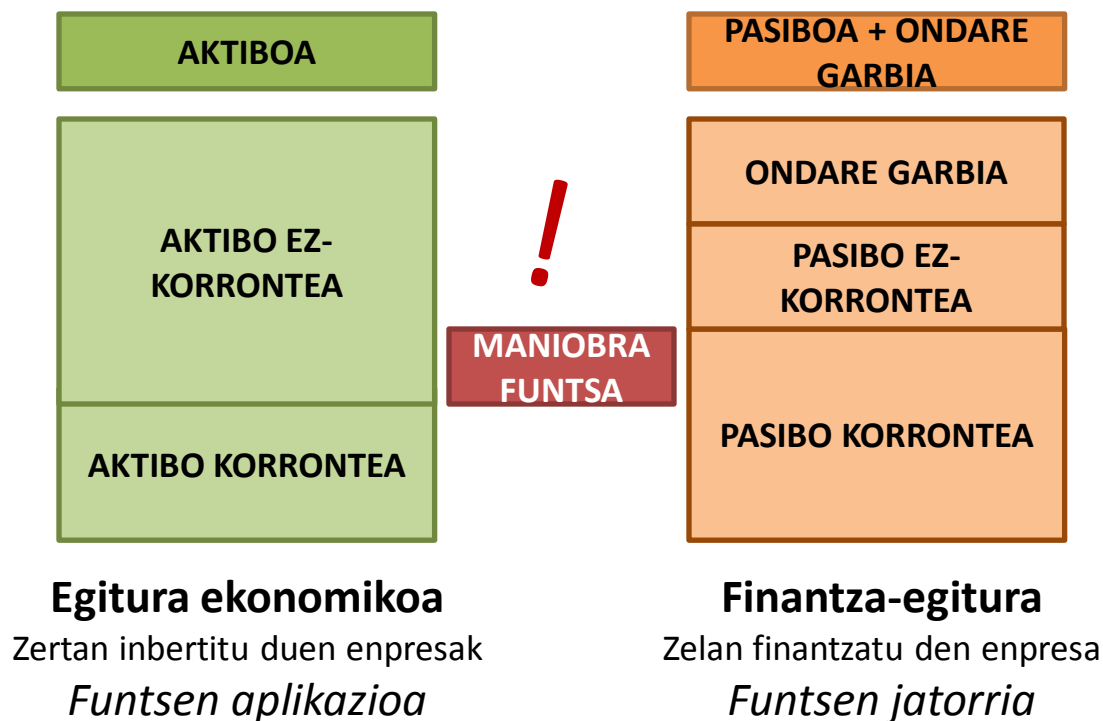 AKTIBOA
PASIBOA + ONDARE
GARBIA
AKTIBO EZ-
KORRONTEA
AKTIBO KORRONTEA
!
MANIOBRA
FUNTSA
ONDARE GARBIA
PASIBO EZ-
KORRONTEA
PASIBO KORRONTEA
Egitura ekonomikoa
Zertan inbertitu duen enpresak
Funtsen aplikazioa
Finantza-egitura
Zelan finantzatu den enpresa
Funtsen jatorria